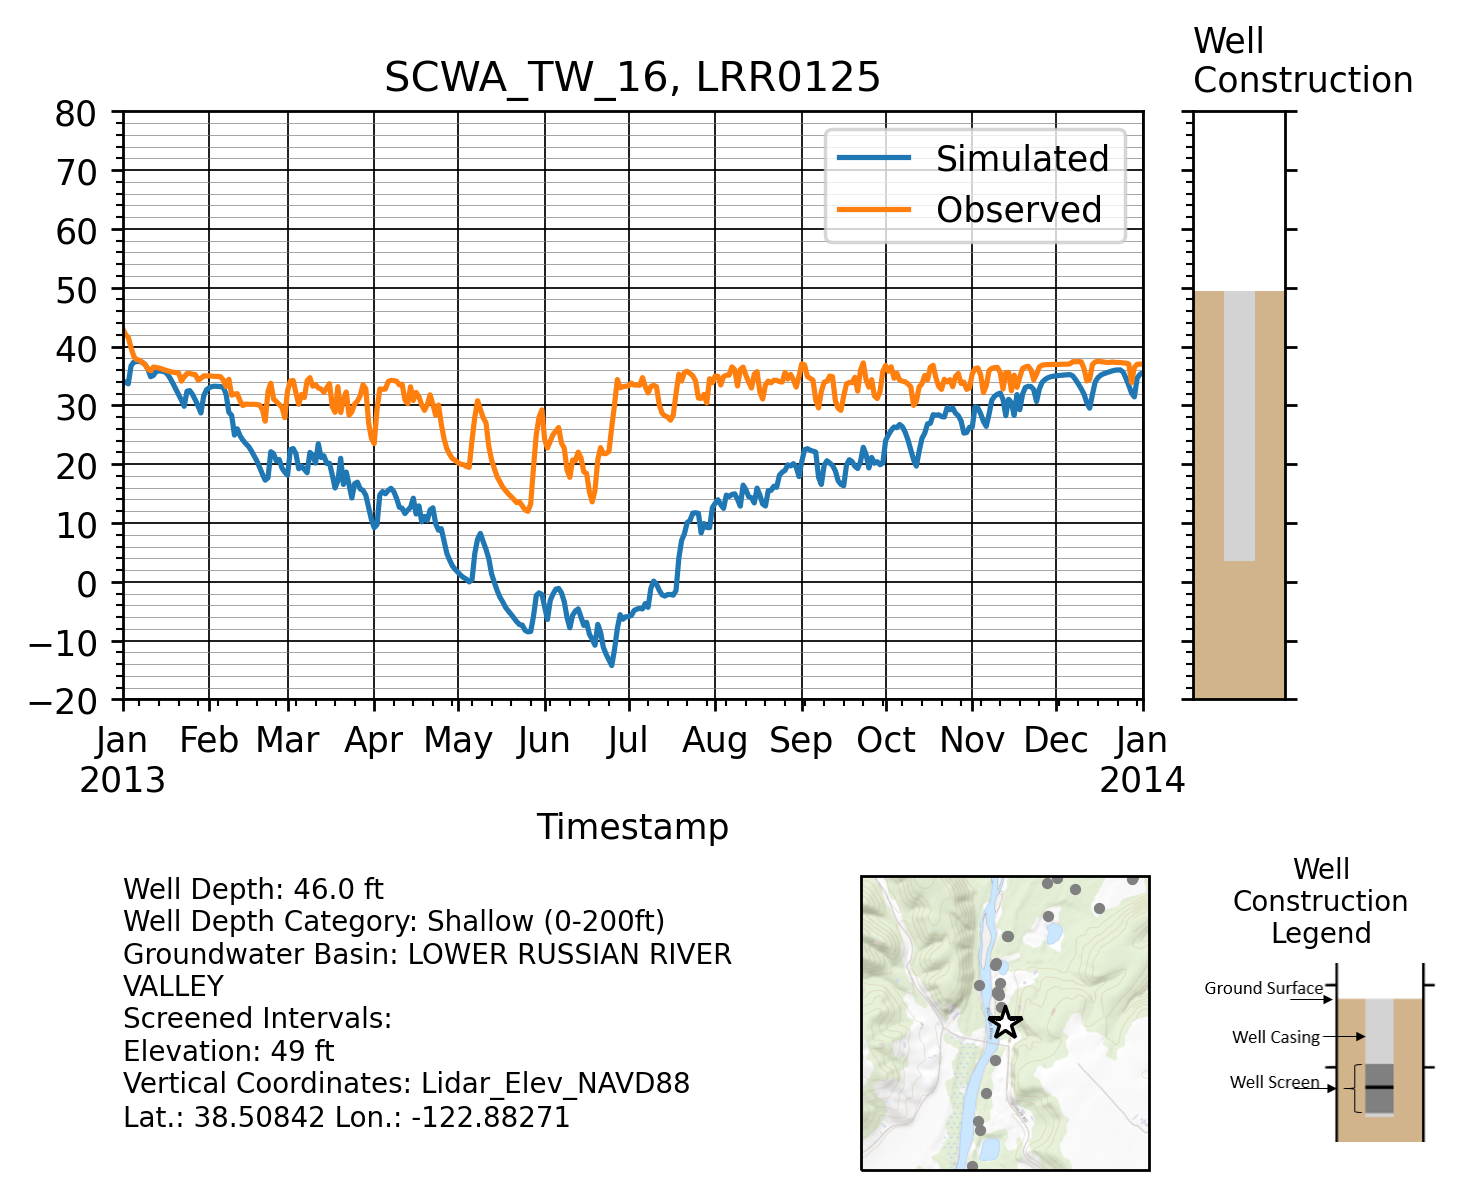 Well
Construction
SCWA_TW_16, LRR0125
80
70
60
50
40
30
20
10
0
−10
−20
Simulated
Observed
Jan
2013
Feb
Mar
Apr
May
Jun
Jul
Aug
Sep
Oct
Nov
Dec
Jan
2014
Timestamp
Well Depth: 46.0 ft
Well Depth Category: Shallow (0-200ft)
Groundwater Basin: LOWER RUSSIAN RIVER
VALLEY
Screened Intervals:
Elevation: 49 ft
Vertical Coordinates: Lidar_Elev_NAVD88
Lat.: 38.50842 Lon.: -122.88271
Well
Construction
Legend
Ground Surface
Well Casing
Well Screen